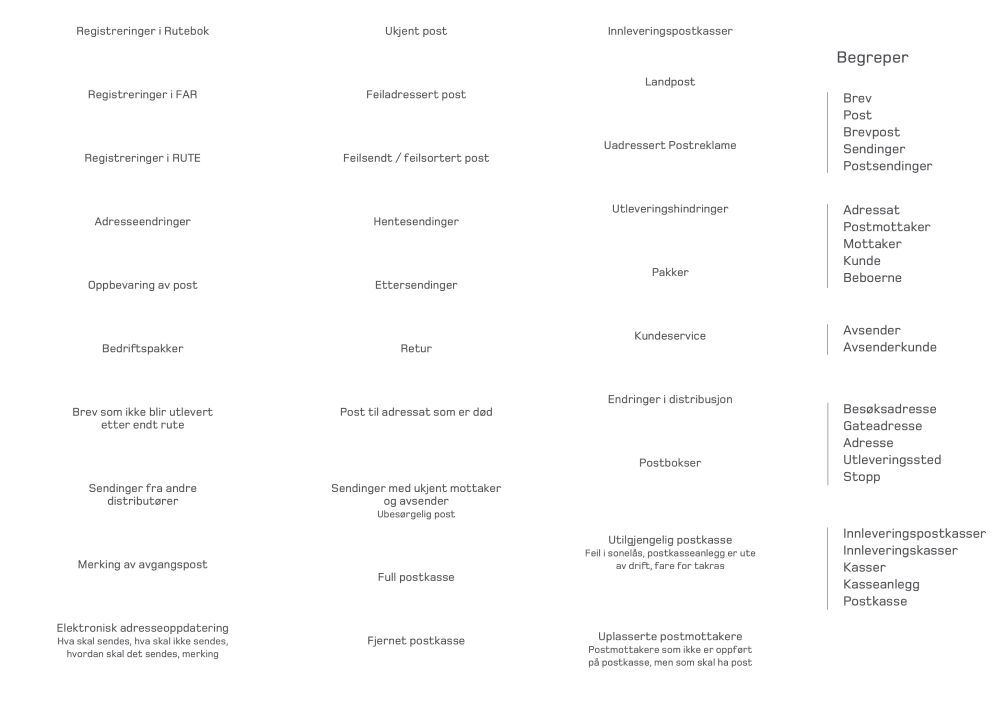 Registreringer i Rutebok
Registreringer i FAR
Registreringer i RUTE
Adresseendringer
Oppbevaring av post
Bedriftspakker
Brev som ikke blir utlevert
etter endt rute
Sendinger fra andre
distributører
Merking av avgangspost
Elektronisk adresseoppdatering
Hva skal sendes, hva skal ikke sendes,
hvordan skal det sendes, merking
Ukjent post
Feiladressert post
Feilsendt / feilsortert post
Hentesendinger
Ettersendinger
Retur
Post til adressat som er død
Sendinger med ukjent mottaker
og avsender
Ubesørgelig post
Full postkasse
Fjernet postkasse
Innleveringspostkasser
Landpost
Uadressert Postreklame
Utleveringshindringer
Pakker
Kundeservice
Endringer i distribusjon
Postbokser
Utilgjengelig postkasse
Feil i sonelås, postkasseanlegg er ute
av drift, fare for takras
Uplasserte postmottakere
Postmottakere som ikke er oppført
på postkasse, men som skal ha post
Begreper
Brev
Post
Brevpost
Sendinger
Postsendinger
Adressat
Postmottaker
Mottaker
Kunde
Beboerne
Avsender
Avsenderkunde
Besøksadresse
Gateadresse
Adresse
Utleveringssted
Stopp
Innleveringspostkasser
Innleveringskasser
Kasser
Kasseanlegg
Postkasse